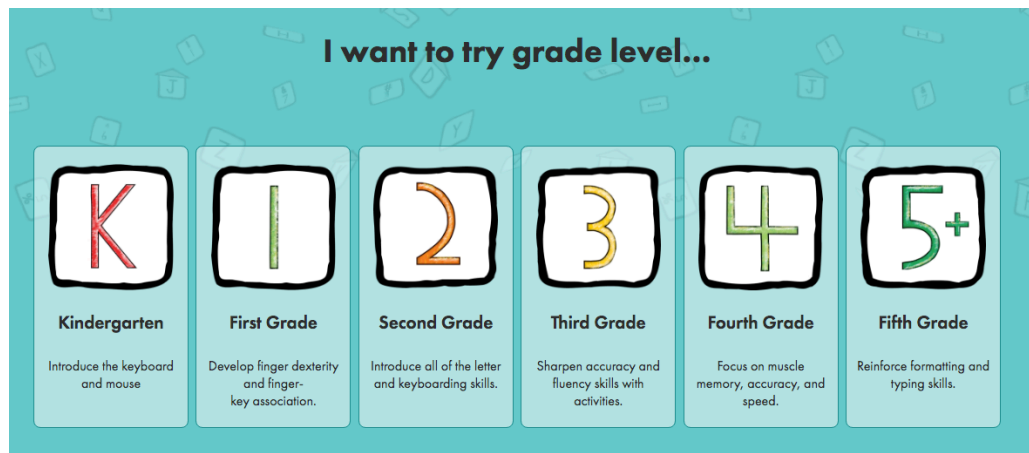 I want to try grade level...
K
1
2
3
4
5+
Kindergarten
Introduce the keyboard
and mouse
First Grade
Develop finger dexterity
and finger-
key association.
Second Grade
Introduce all of the letter
and keyboarding skills.
Third Grade
Sharpen accuracy and
fluency skills with
activities.
Fourth Grade
Focus on muscle
memory, accuracy, and
speed.
Fifth Grade
Reinforce formatting and
typing skills.